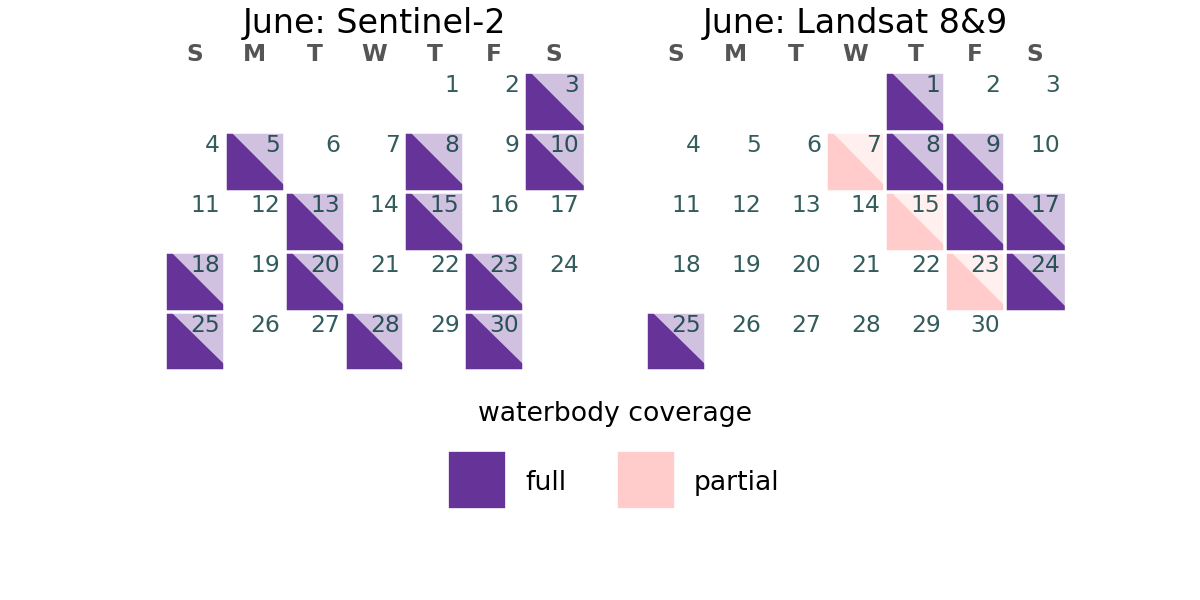 June: Sentinel-2
S M T W T F S
1 2 3
4 5 6 7 8 9 10
11 12 13 14 15 16 17
18 19 20 21 22 23 24
25 26 27 28 29 30
June: Landsat 8&9
S M T W T F S
1 2 3
4 5 6 7 8 9 10
11 12 13 14 15 16 17
18 19 20 21 22 23 24
25 26 27 28 29 30
waterbody coverage
full partial